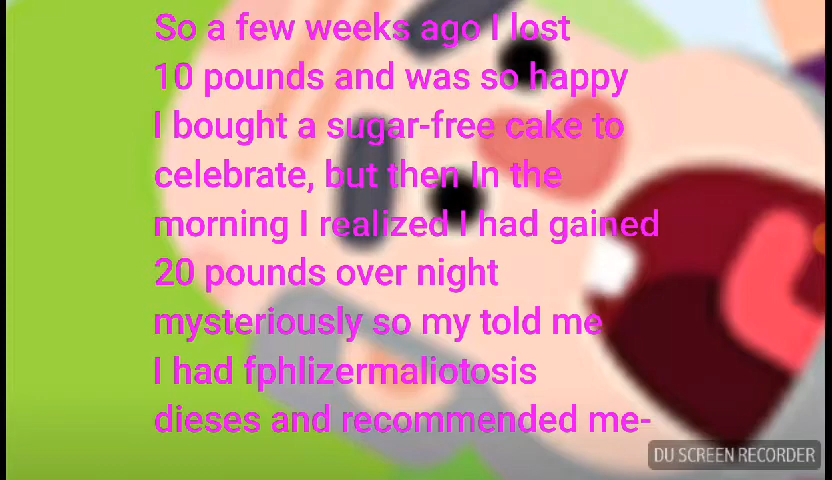 So a few weeks ago I lost
10 pounds and was so happy
I bought a sugar-free cake to
celebrate, but then In the
morning I realized I had gained
20 pounds over night
mysteriously so my told me
I had fphlizermaliotosis
dieses and recommended me-
DU SCREEN RECORDER